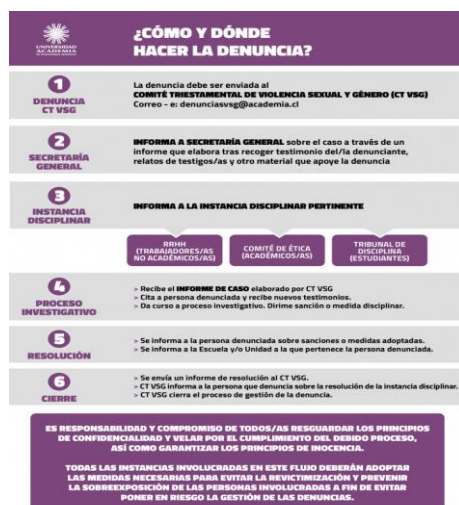 UNIVERSIDAD
ACADEMIA
¿CÓMO Y DÓNDE
HACER LA DENUNCIA?
1
DENUNCIA
CT VSG
La denuncia debe ser enviada al
COMITÉ TRIESTAMENTAL DE VIOLENCIA SEXUAL Y GÉNERO (CT VSG)
Correo - e: denunciasvsg@academia.cl
2
SECRETARÍA
GENERAL
INFORMA A SECRETARÍA GENERAL sobre el caso a través de un
informe que elabora tras recoger testimonio del/la denunciante,
relatos de testigos/as y otro material que apoye la denuncia
3
INSTANCIA
DISCIPLINAR
INFORMA A LA INSTANCIA DISCIPLINAR PERTINENTE
RRHH
(TRABAJADORES/AS
NO ACADÉMICOS/AS)
COMITÉ DE ÉTICA
(ACADÉMICOS/AS)
TRIBUNAL DE
DISCIPLINA
(ESTUDIANTES)
4
PROCESO
INVESTIGATIVO
> Recibe el INFORME DE CASO elaborado por CT VSG
> Cita a persona denunciada y recibe nuevos testimonios.
> Da curso a proceso investigativo. Dirime sanción o medida disciplinar.
5
RESOLUCIÓN
> Se informa a la persona denunciada sobre sanciones o medidas adoptadas.
> Se informa a la Escuela y/o Unidad a la que pertenece la persona denunciada.
6
CIERRE
> Se envía un informe de resolución al CT VSG.
> CT VSG informa a la persona que denuncia sobre la resolución de la instancia disciplinar.
> CT VSG cierra el proceso de gestión de la denuncia.
ES RESPONSABILIDAD Y COMPROMISO DE TODOS/AS RESGUARDAR LOS PRINCIPIOS
DE CONFIDENCIALIDAD Y VELAR POR EL CUMPLIMIENTO DEL DEBIDO PROCESO,
ASÍ COMO GARANTIZAR LOS PRINCIPIOS DE INOCENCIA.
TODAS LAS INSTANCIAS INVOLUCRADAS EN ESTE FLUJO DEBERÁN ADOPTAR
LAS MEDIDAS NECESARIAS PARA EVITAR LA REVICTIMIZACIÓN Y PREVENIR
LA SOBREEXPOSICIÓN DE LAS PERSONAS INVOLUCRADAS A FIN DE EVITAR
PONER EN RIESGO LA GESTIÓN DE LAS DENUNCIAS.